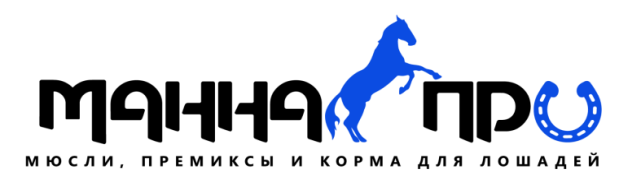 МАННА ПРО
МЮСЛИ, ПРЕМИКСЫ И КОРМА ДЛЯ ЛОШАДЕЙ